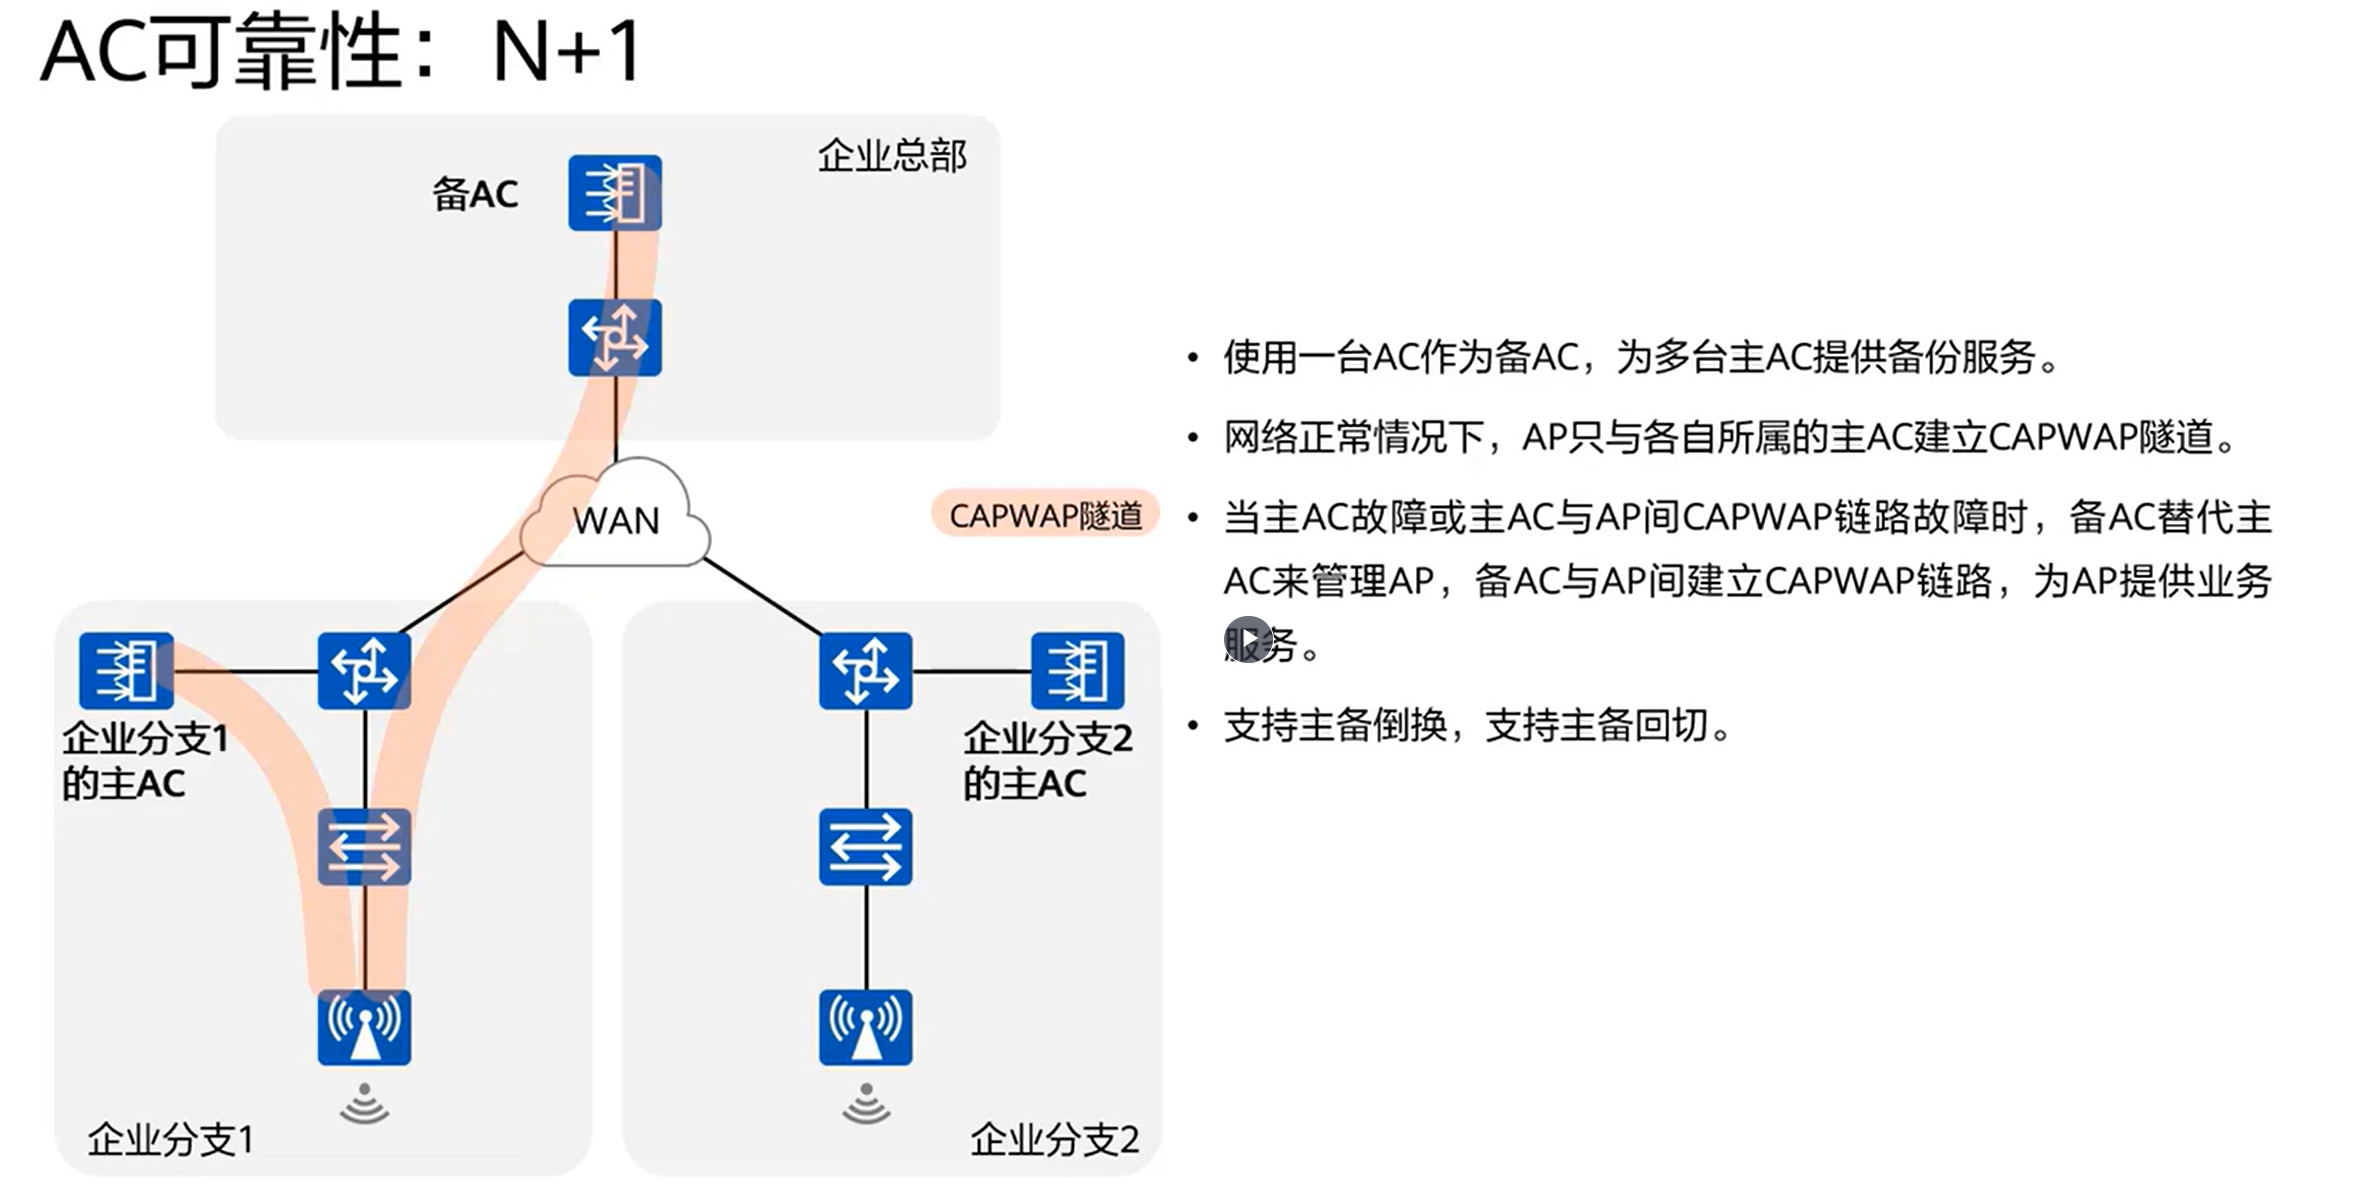 AC可靠性：N+1
企业总部
备AC
WAN
CAPWAP隧道
企业分支1
的主AC
企业分支2
的主AC
企业分支1
企业分支2
• 使用一台AC作为备AC，为多台主AC提供备份服务。
• 网络正常情况下，AP只与各自所属的主AC建立CAPWAP隧道。
• 当主AC故障或主AC与AP间CAPWAP链路故障时，备AC替代主
AC来管理AP，备AC与AP间建立CAPWAP链路，为AP提供业务
服务。
• 支持主备倒换，支持主备回切。